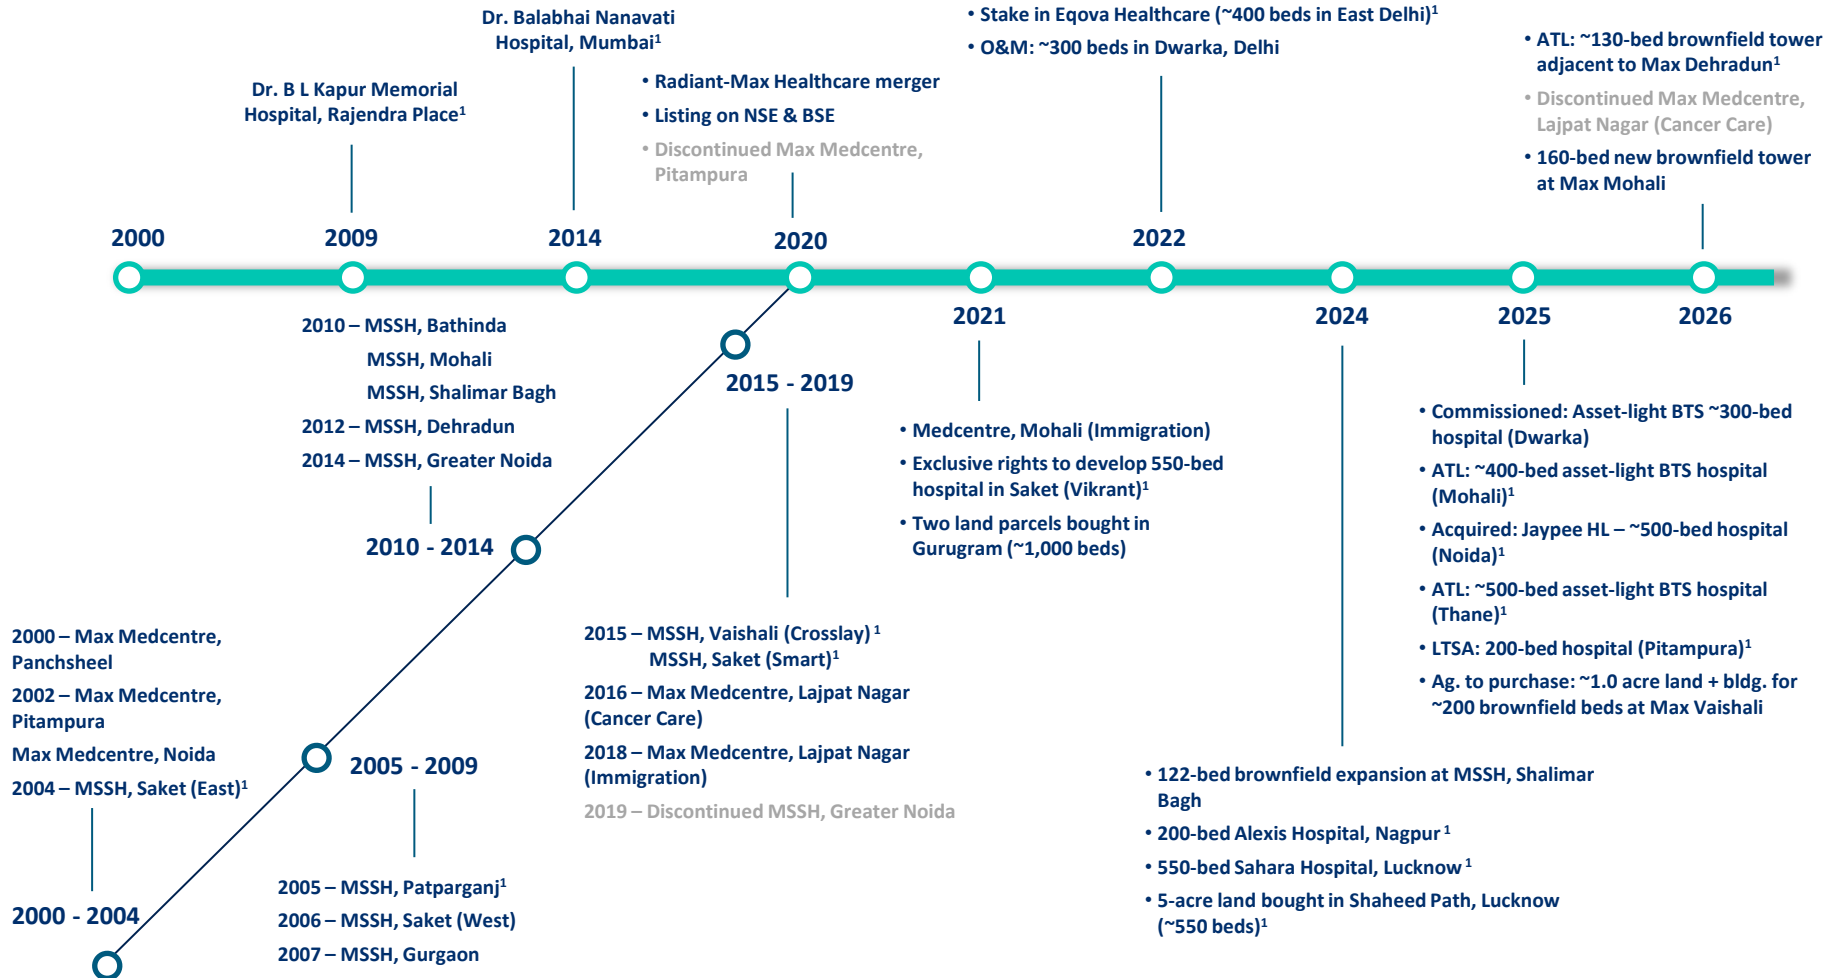 Dr. B L Kapur Memorial
Hospital, Rajendra Place¹
Dr. Balabhai Nanavati
Hospital, Mumbai¹
• Radiant-Max Healthcare merger
• Listing on NSE & BSE
• Discontinued Max Medcentre,
Pitampura
• Stake in Eqova Healthcare (~400 beds in East Delhi)¹
• O&M: ~300 beds in Dwarka, Delhi
• ATL: ~130-bed brownfield tower
adjacent to Max Dehradun¹
• Discontinued Max Medcentre,
Lajpat Nagar (Cancer Care)
• 160-bed new brownfield tower
at Max Mohali
2000
2009
2014
2020
2022
2021
2024
2025
2026
2010 – MSSH, Bathinda
MSSH, Mohali
MSSH, Shalimar Bagh
2012 – MSSH, Dehradun
2014 – MSSH, Greater Noida
2010 - 2014
2015 - 2019
2015 – MSSH, Vaishali (Crosslay) ¹
MSSH, Saket (Smart)¹
2016 – Max Medcentre, Lajpat Nagar
(Cancer Care)
2018 – Max Medcentre, Lajpat Nagar
(Immigration)
2019 – Discontinued MSSH, Greater Noida
• Medcentre, Mohali (Immigration)
• Exclusive rights to develop 550-bed
hospital in Saket (Vikrant)¹
• Two land parcels bought in
Gurugram (~1,000 beds)
• Commissioned: Asset-light BTS ~300-bed
hospital (Dwarka)
• ATL: ~400-bed asset-light BTS hospital
(Mohali)¹
• Acquired: Jaypee HL – ~500-bed hospital
(Noida)¹
• ATL: ~500-bed asset-light BTS hospital
(Thane)¹
• LTSA: 200-bed hospital (Pitampura)¹
• Ag. to purchase: ~1.0 acre land + bldg. for
~200 brownfield beds at Max Vaishali
• 122-bed brownfield expansion at MSSH, Shalimar
Bagh
• 200-bed Alexis Hospital, Nagpur ¹
• 550-bed Sahara Hospital, Lucknow ¹
• 5-acre land bought in Shaheed Path, Lucknow
(~550 beds)¹
2000 – Max Medcentre,
Panchsheel
2002 – Max Medcentre,
Pitampura
Max Medcentre, Noida
2004 – MSSH, Saket (East)¹
2000 - 2004
2005 - 2009
2005 – MSSH, Patparganj¹
2006 – MSSH, Saket (West)
2007 – MSSH, Gurgaon